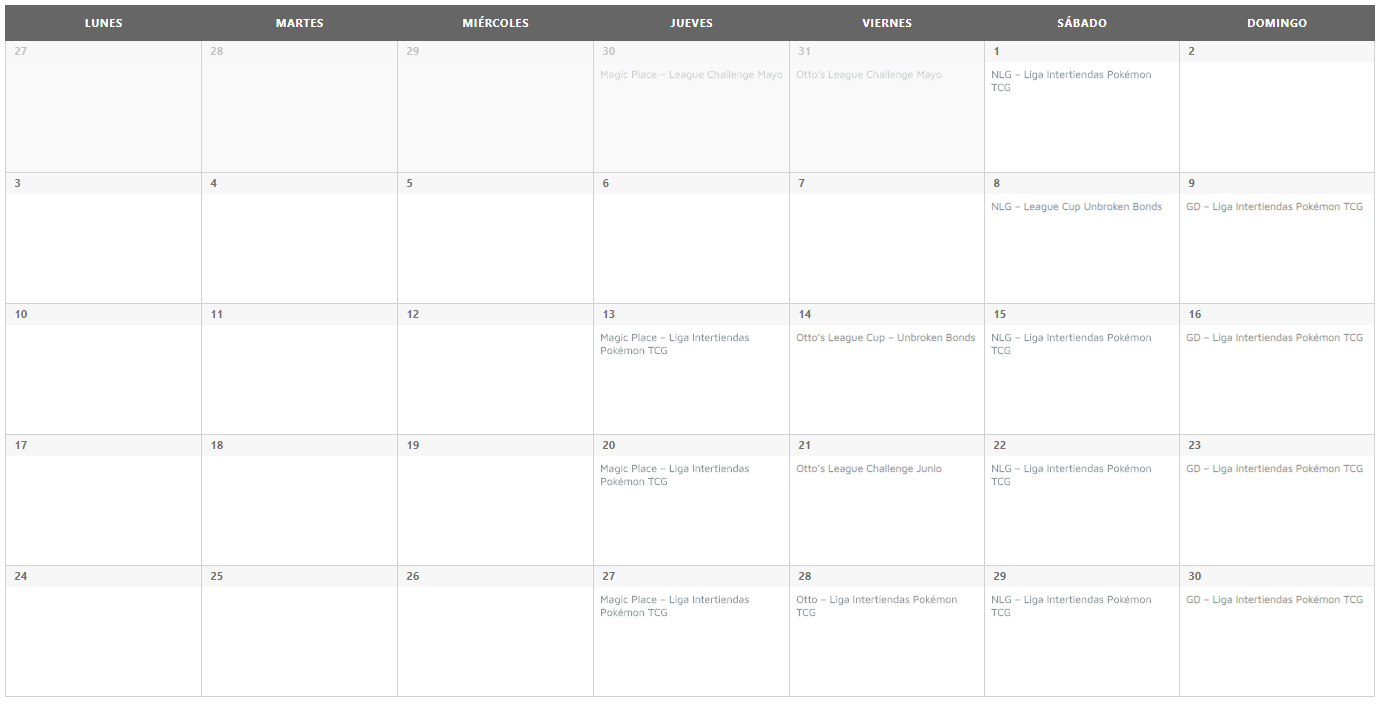 LUNES MARTES MIÉRCOLES JUEVES VIERNES SÁBADO DOMINGO
27 28 29 30 31 1 2
Magic Place – League Challenge Mayo
Otto's League Challenge Mayo
NLG – Liga Intertiendas Pokémon
TCG
3 4 5 6 7 8 9
NLG – League Cup Unbroken Bonds
GD – Liga Intertiendas Pokémon TCG
10 11 12 13 14 15 16
Magic Place – Liga Intertiendas
Pokémon TCG
Otto's League Cup – Unbroken Bonds
NLG – Liga Intertiendas Pokémon
TCG
GD – Liga Intertiendas Pokémon TCG
17 18 19 20 21 22 23
Magic Place – Liga Intertiendas
Pokémon TCG
Otto's League Challenge Junio
NLG – Liga Intertiendas Pokémon
TCG
GD – Liga Intertiendas Pokémon TCG
24 25 26 27 28 29 30
Magic Place – Liga Intertiendas
Pokémon TCG
Otto – Liga Intertiendas Pokémon
TCG
NLG – Liga Intertiendas Pokémon
TCG
GD – Liga Intertiendas Pokémon TCG